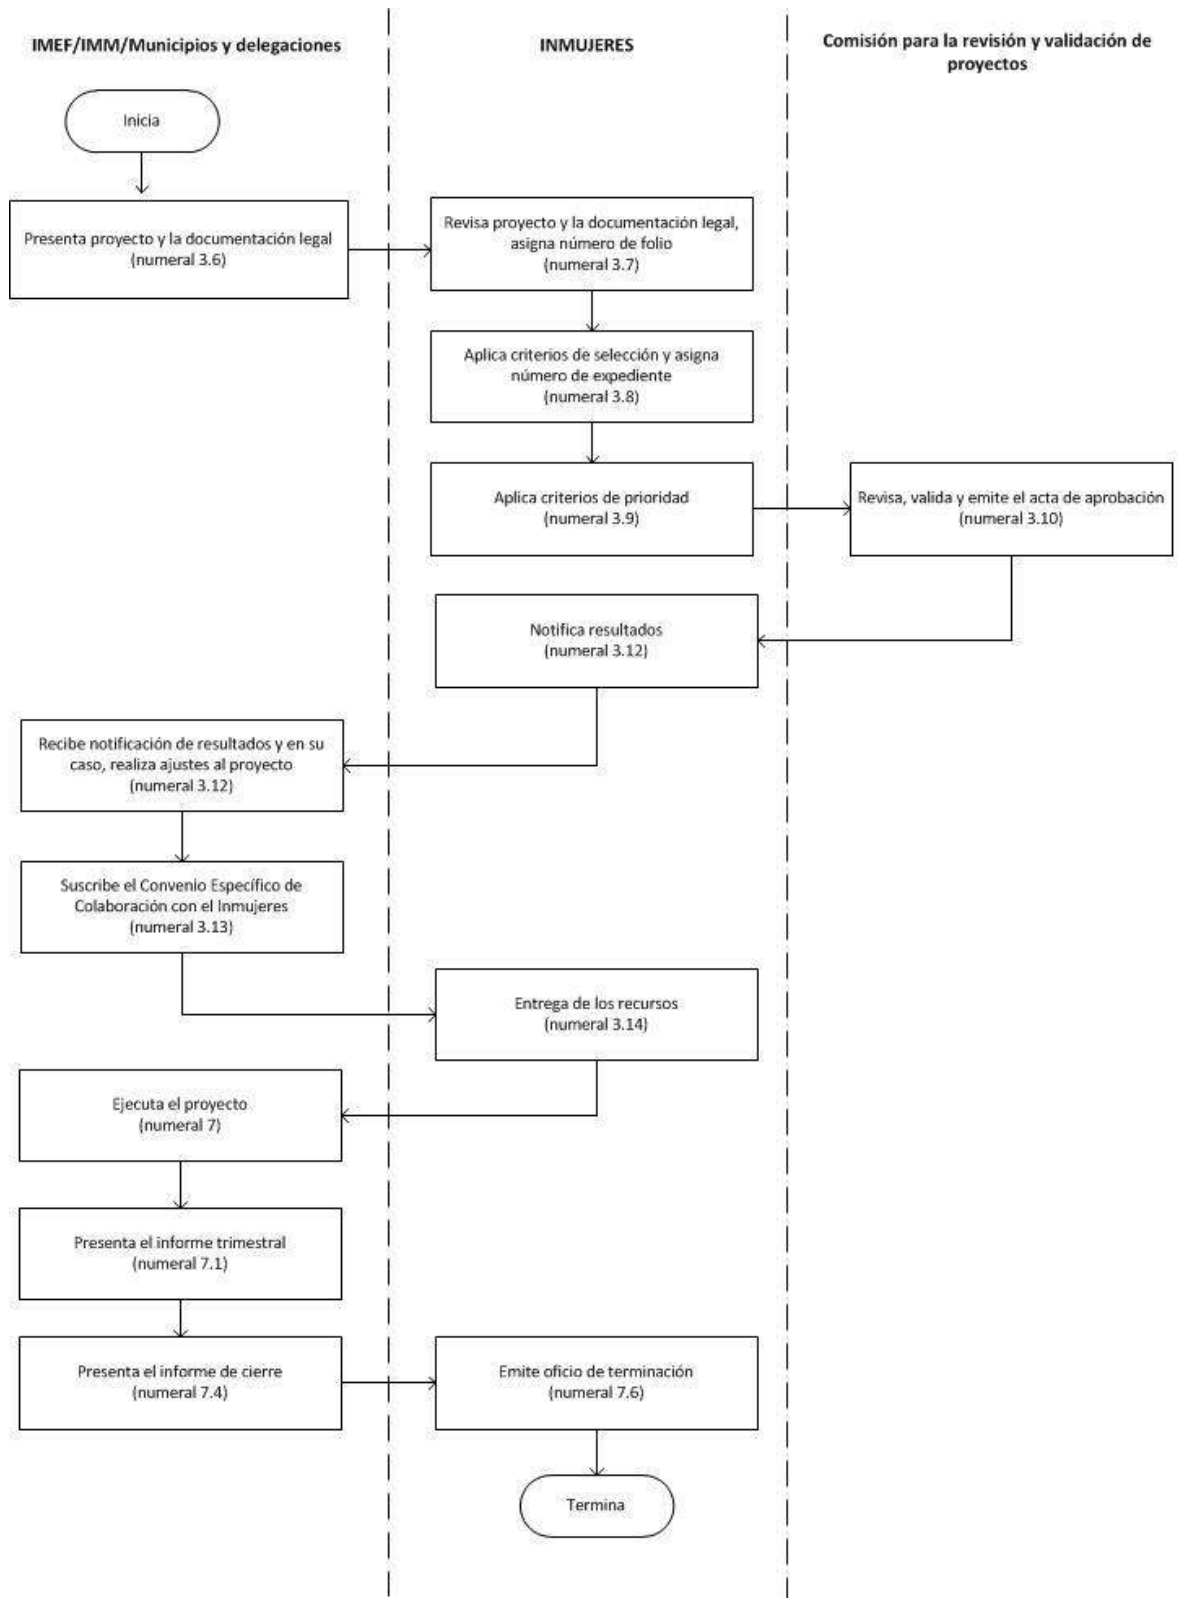 IMEF/IMM/Municipios y delegaciones
INMUJERES
Comisión para la revisión y validación de
proyectos
Inicia
Presenta proyecto y la documentación legal
(numeral 3.6)
Revisa proyecto y la documentación legal,
asigna número de folio
(numeral 3.7)
Aplica criterios de selección y asigna
número de expediente
(numeral 3.8)
Aplica criterios de prioridad
(numeral 3.9)
Revisa, valida y emite el acta de aprobación
(numeral 3.10)
Notifica resultados
(numeral 3.12)
Recibe notificación de resultados y en su
caso, realiza ajustes al proyecto
(numeral 3.12)
Suscribe el Convenio Específico de
Colaboración con el Inmujeres
(numeral 3.13)
Entrega de los recursos
(numeral 3.14)
Ejecuta el proyecto
(numeral 7)
Presenta el informe trimestral
(numeral 7.1)
Presenta el informe de cierre
(numeral 7.4)
Emite oficio de terminación
(numeral 7.6)
Termina